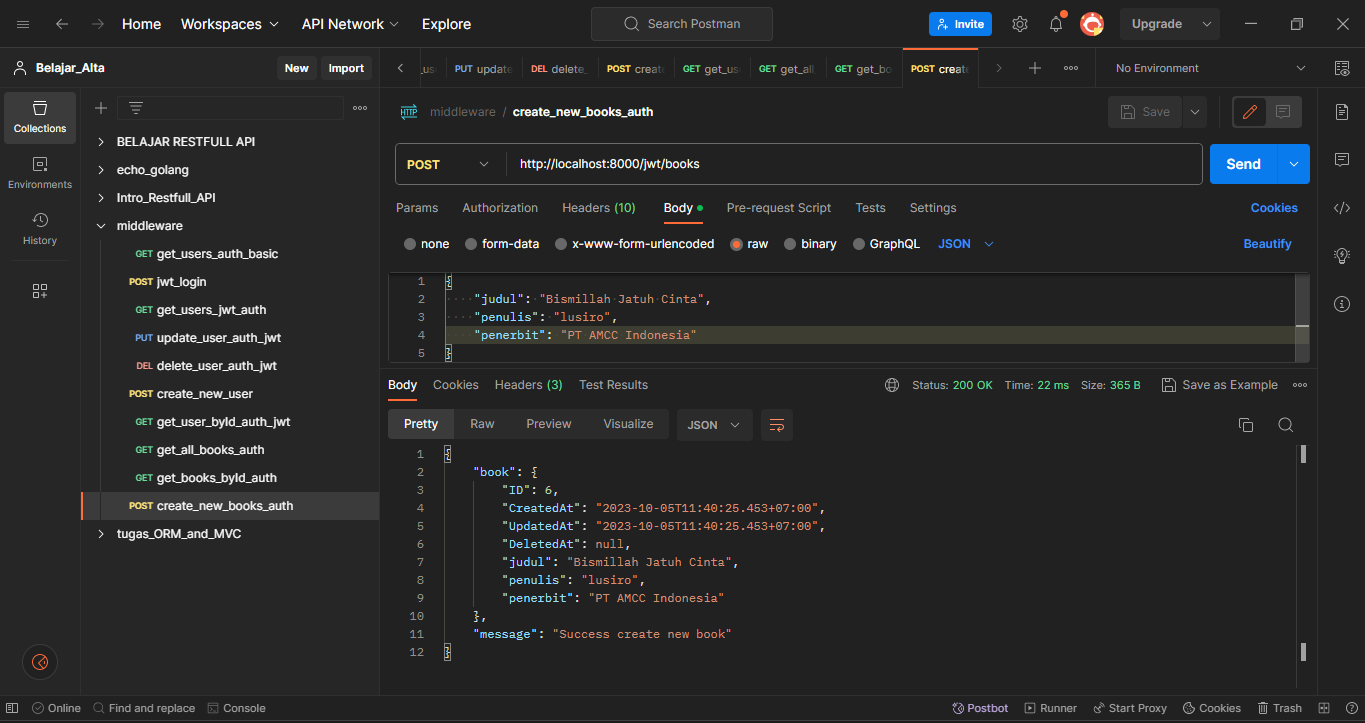 Home Workspaces API Network Explore Search Postman Invite Upgrade
Belajar_Alta New Import
PUT update DEL delete_ POST create GET get_us GET get_all GET get_bo POST create No Environment
Collections
Environments
History
BELAJAR RESTFULL API
echo_golang
Intro_Restfull_API
middleware
GET get_users_auth_basic
POST jwt_login
GET get_users_jwt_auth
PUT update_user_auth_jwt
DEL delete_user_auth_jwt
POST create_new_user
GET get_user_byId_auth_jwt
GET get_all_books_auth
GET get_books_byId_auth
POST create_new_books_auth
tugas_ORM_and_MVC
HTTP middleware / create_new_books_auth Save
POST http://localhost:8000/jwt/books Send
Params Authorization Headers (10) Body Pre-request Script Tests Settings Cookies
none form-data x-www-form-urlencoded raw binary GraphQL JSON Beautify
1 {
2 "judul": "Bismillah Jatuh Cinta",
3 "penulis": "lusiro",
4 "penerbit": "PT AMCC Indonesia"
5 }
Body Cookies Headers (3) Test Results Status: 200 OK Time: 22 ms Size: 365 B Save as Example
Pretty Raw Preview Visualize JSON
1 {
2 "book": {
3 "ID": 6,
4 "CreatedAt": "2023-10-05T11:40:25.453+07:00",
5 "UpdatedAt": "2023-10-05T11:40:25.453+07:00",
6 "DeletedAt": null,
7 "judul": "Bismillah Jatuh Cinta",
8 "penulis": "lusiro",
9 "penerbit": "PT AMCC Indonesia"
10 },
11 "message": "Success create new book"
12 }
Online Find and replace Console Postbot Runner Start Proxy Cookies Trash